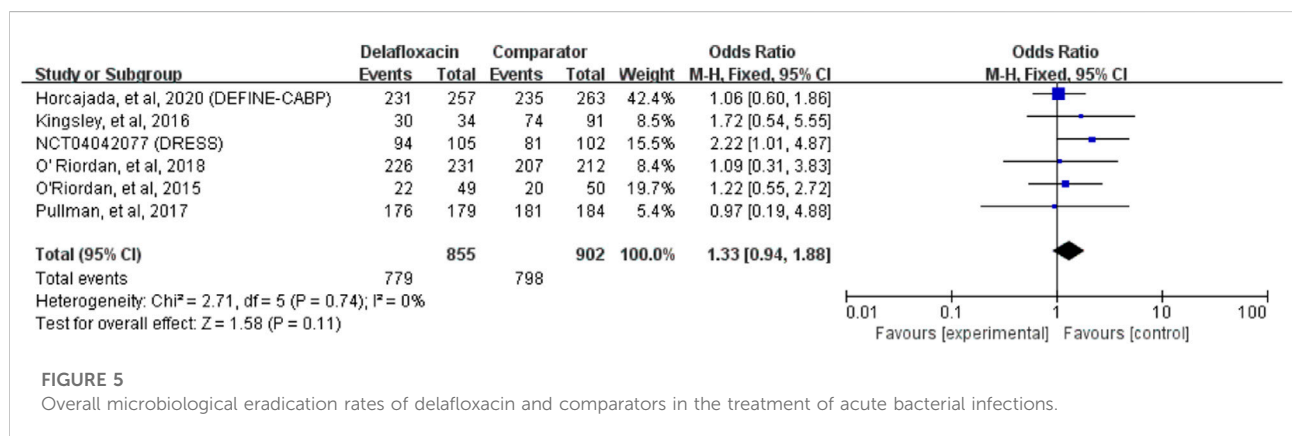 Delafloxacin Comparator Odds Ratio Odds Ratio
Study or Subgroup Events Total Events Total Weight M-H, Fixed, 95% CI M-H, Fixed, 95% CI
Horcajada, et al, 2020 (DEFINE-CABP) 231 257 235 263 42.4% 1.06 [0.60, 1.86]
Kingsley, et al, 2016 30 34 74 91 8.5% 1.72 [0.54, 5.55]
NCT04042077 (DRESS) 94 105 81 102 15.5% 2.22 [1.01, 4.87]
O' Riordan, et al, 2018 226 231 207 212 8.4% 1.09 [0.31, 3.83]
O'Riordan, et al, 2015 22 49 20 50 19.7% 1.22 [0.55, 2.72]
Pullman, et al, 2017 176 179 181 184 5.4% 0.97 [0.19, 4.88]
Total (95% CI) 855 902 100.0% 1.33 [0.94, 1.88]
Total events 779 798
Heterogeneity: Chi² = 2.71, df = 5 (P = 0.74); I² = 0%
Test for overall effect: Z = 1.58 (P = 0.11)
0.01 0.1 1 10 100
Favours [experimental] Favours [control]
FIGURE 5
Overall microbiological eradication rates of delafloxacin and comparators in the treatment of acute bacterial infections.